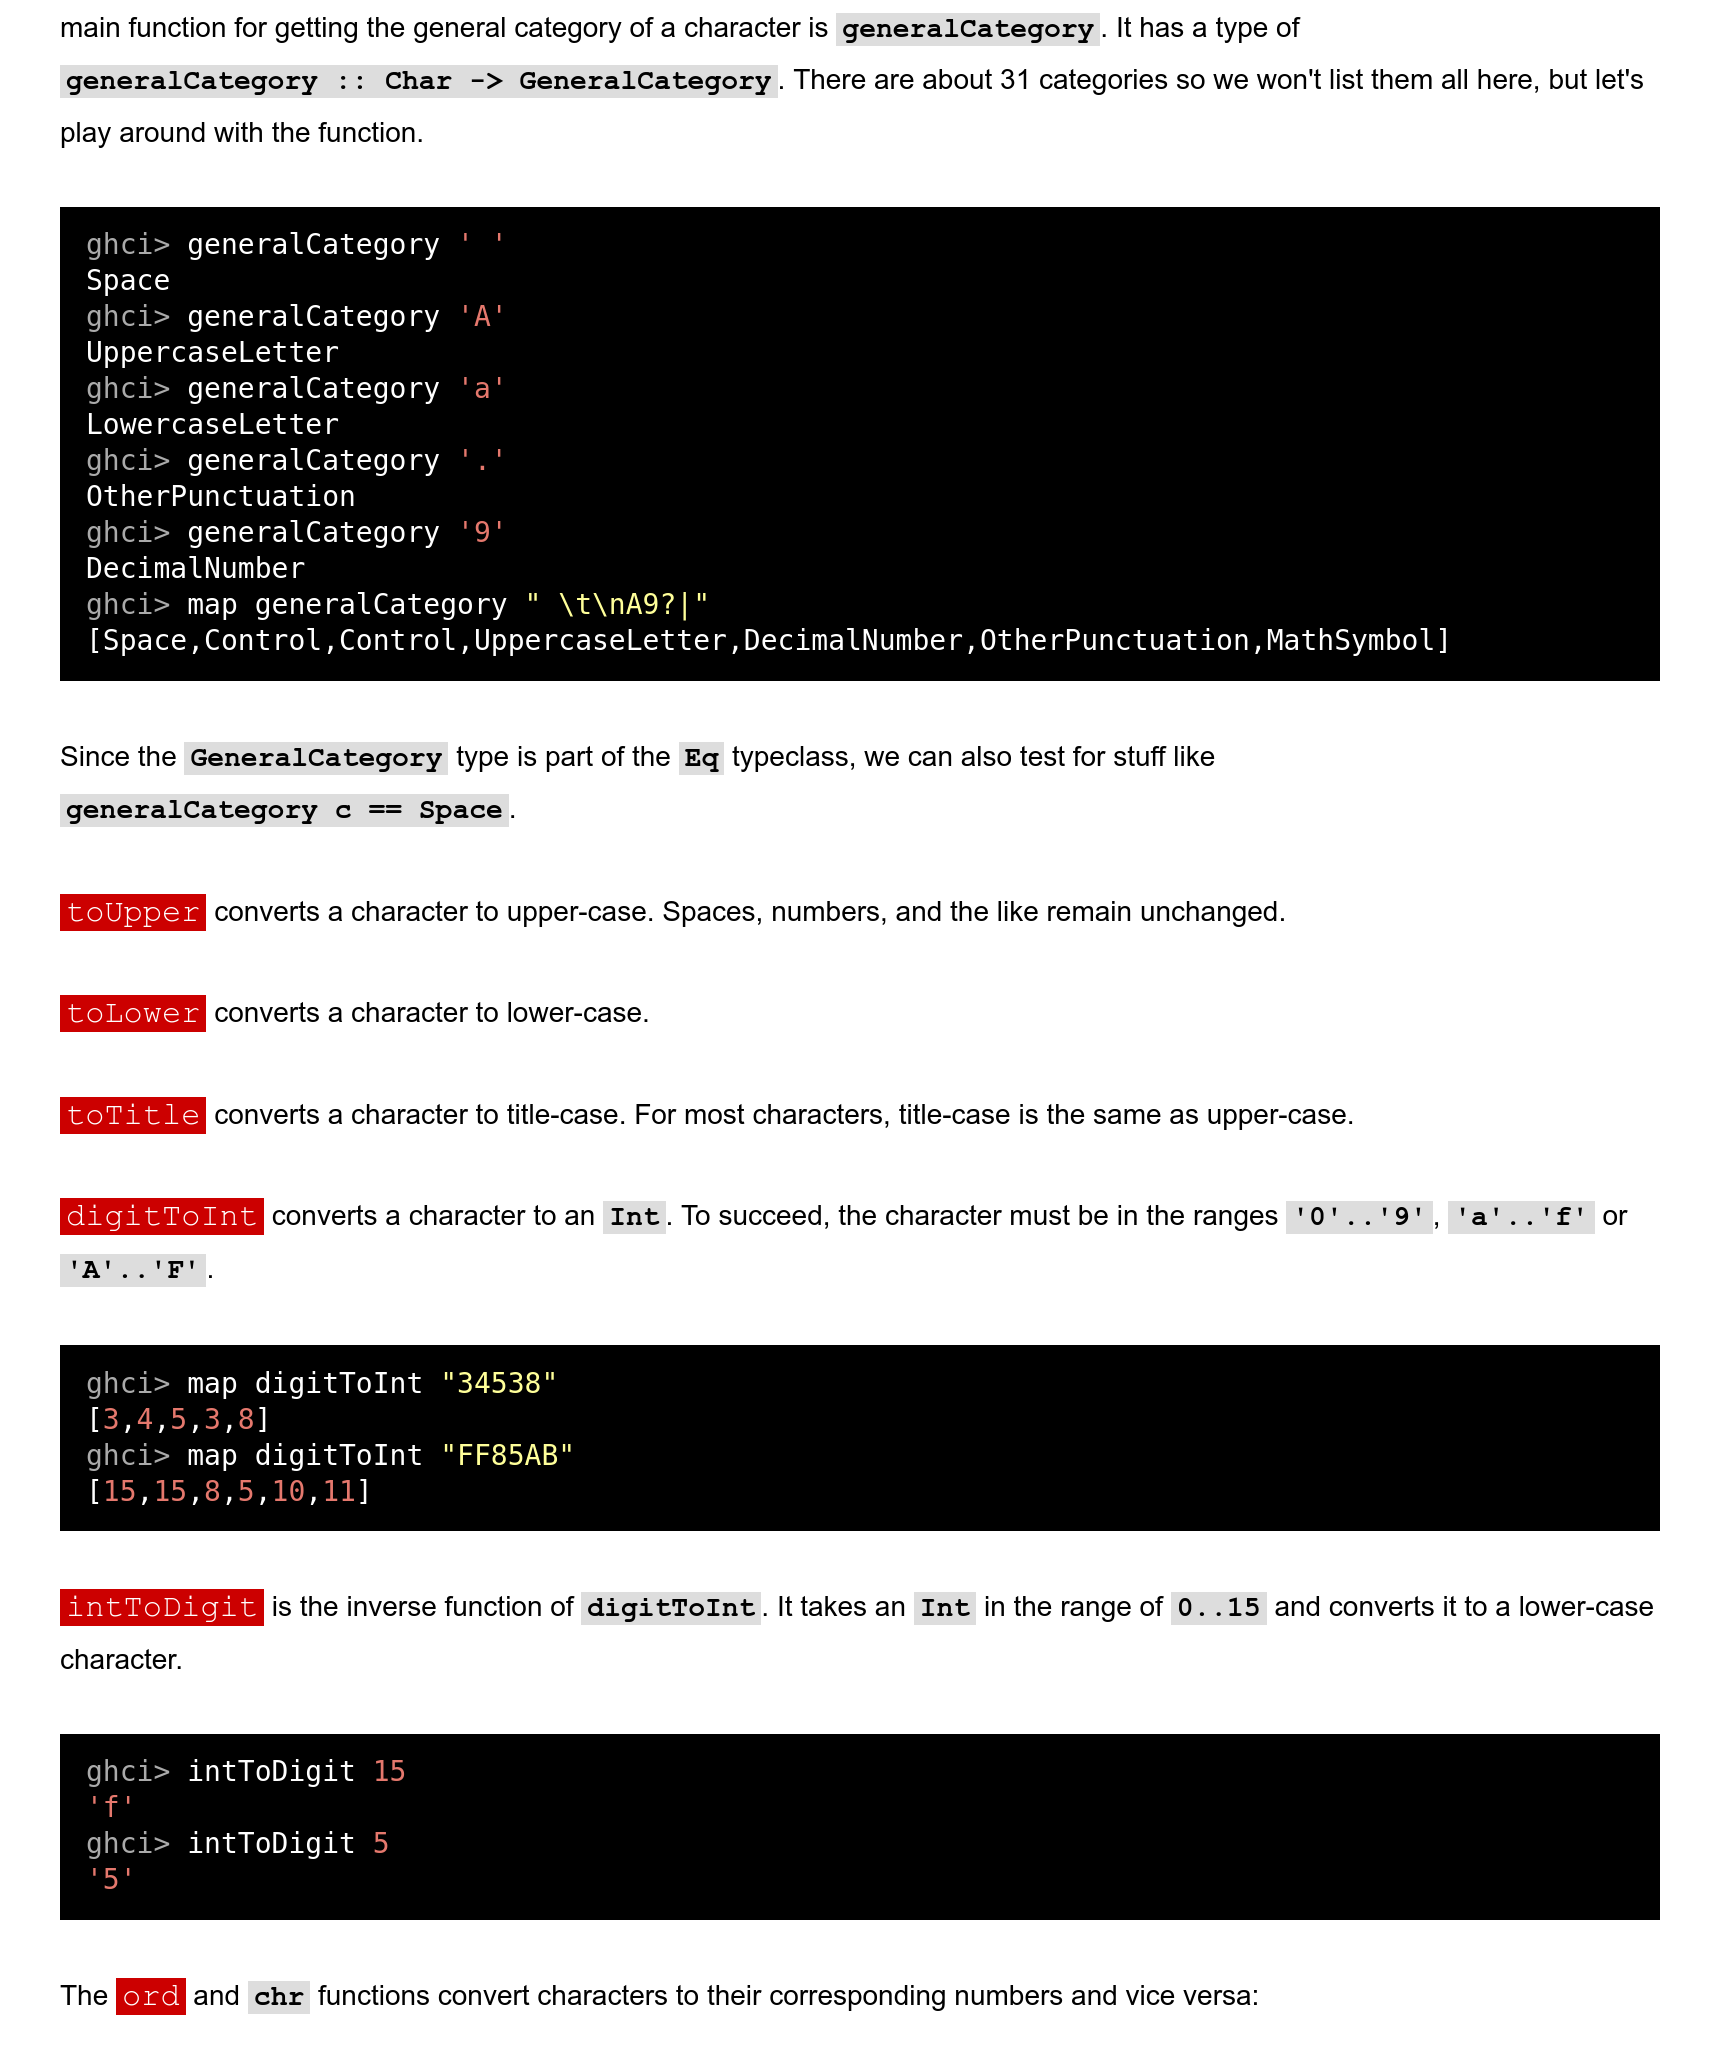 main function for getting the general category of a character is generalCategory. It has a type of
generalCategory :: Char -> GeneralCategory. There are about 31 categories so we won't list them all here, but let's
play around with the function.
ghci> generalCategory ' '
Space
ghci> generalCategory 'A'
UppercaseLetter
ghci> generalCategory 'a'
LowercaseLetter
ghci> generalCategory '.'
OtherPunctuation
ghci> generalCategory '9'
DecimalNumber
ghci> map generalCategory " \t\nA9?|"
[Space,Control,Control,UppercaseLetter,DecimalNumber,OtherPunctuation,MathSymbol]
Since the GeneralCategory type is part of the Eq typeclass, we can also test for stuff like
generalCategory c == Space.
toUpper converts a character to upper-case. Spaces, numbers, and the like remain unchanged.
toLower converts a character to lower-case.
toTitle converts a character to title-case. For most characters, title-case is the same as upper-case.
digitToInt converts a character to an Int. To succeed, the character must be in the ranges '0'..'9', 'a'..'f' or
'A'..'F'.
ghci> map digitToInt "34538"
[3,4,5,3,8]
ghci> map digitToInt "FF85AB"
[15,15,8,5,10,11]
intToDigit is the inverse function of digitToInt. It takes an Int in the range of 0..15 and converts it to a lower-case
character.
ghci> intToDigit 15
'f'
ghci> intToDigit 5
'5'
The ord and chr functions convert characters to their corresponding numbers and vice versa: